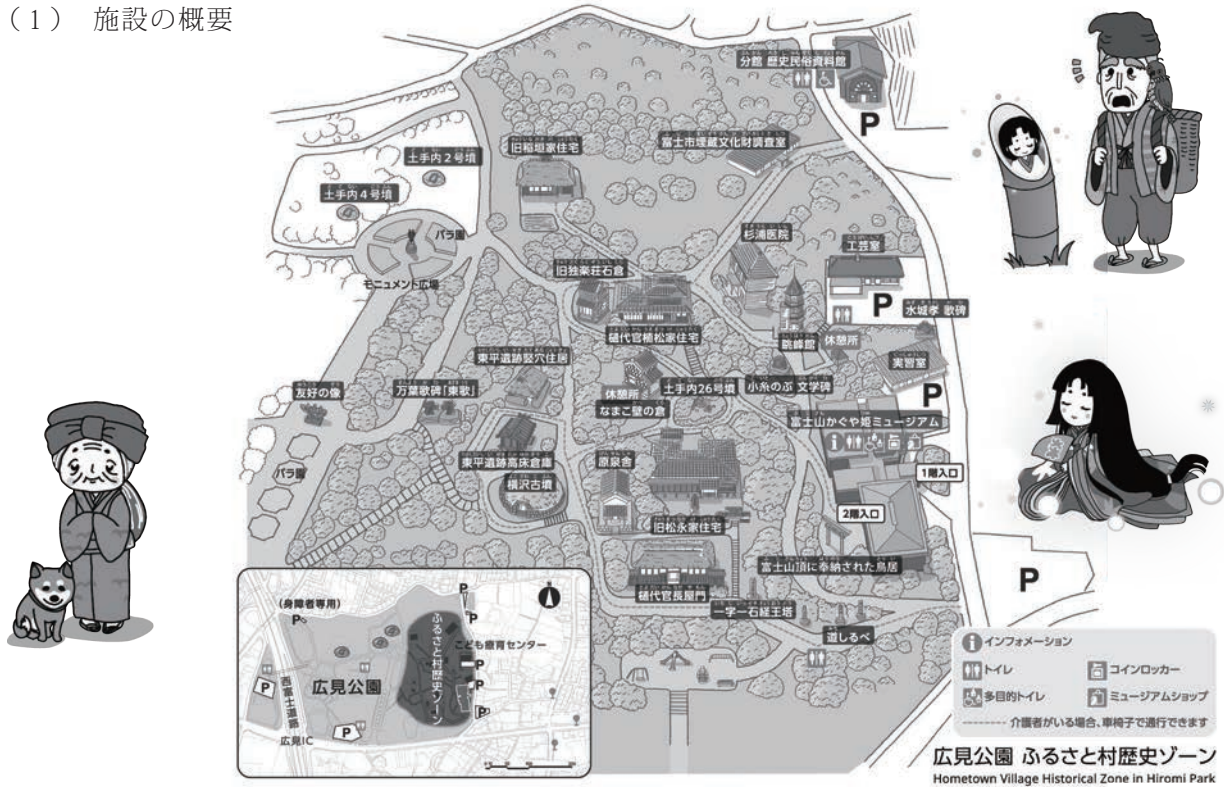 （1） 施設の概要
分館 歴史民俗資料館
P
富士市埋蔵文化財調査室
旧稲垣家住宅
土手内2号墳
土手内4号墳
バラ園
モニュメント広場
杉浦医院
工芸室
P
旧独楽荘石倉
樋代官植松家住宅
眺峰館
休憩所
水城孝 歌碑
実習室
P
東平遺跡竪穴住居
休憩所
なまこ壁の倉
土手内26号墳
小糸のぶ 文学碑
友好の像
万葉歌碑「東歌」
富士山かぐや姫ミュージアム
東平遺跡高床倉庫
横沢古墳
原泉舎
1階入口
2階入口
バラ園
旧松永家住宅
樋代官長屋門
富士山頂に奉納された鳥居
P
一字一石経王塔
道しるべ
（身障者専用）
P
P
P
こども療育センター
P
P
P
P
P
広見公園
ふるさと村歴史ゾーン
西富士道路
広見IC
インフォメーション
トイレ
コインロッカー
多目的トイレ
ミュージアムショップ
介護者がいる場合、車椅子で通行できます
広見公園 ふるさと村歴史ゾーン
Hometown Village Historical Zone in Hiromi Park